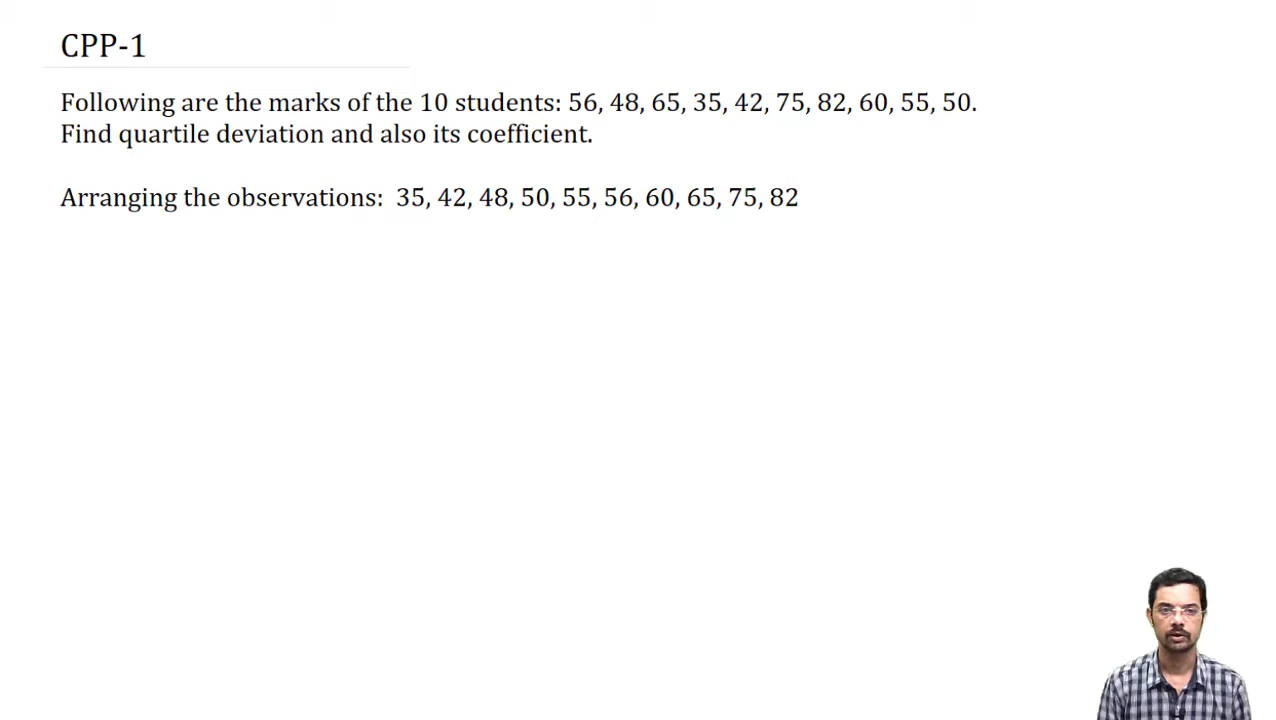 CPP-1
Following are the marks of the 10 students: 56, 48, 65, 35, 42, 75, 82, 60, 55, 50.
Find quartile deviation and also its coefficient.
Arranging the observations: 35, 42, 48, 50, 55, 56, 60, 65, 75, 82